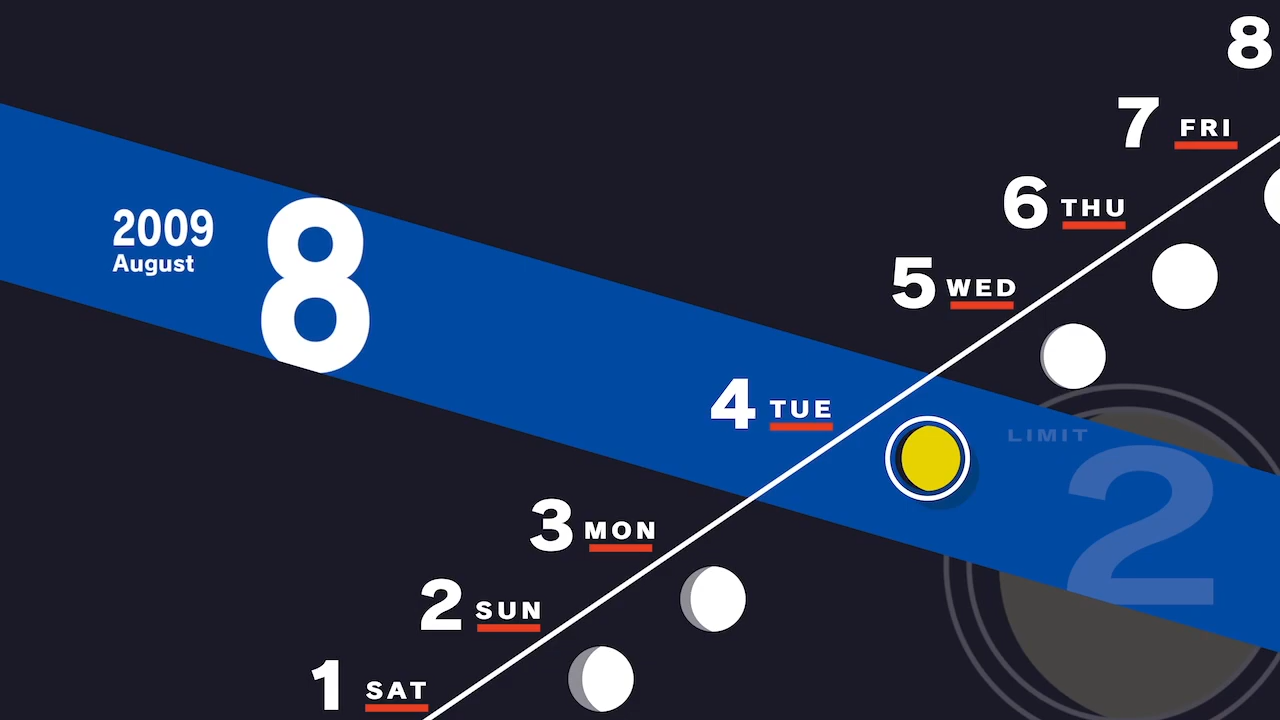 2009
August
8
8
7 FRI
6 THU
5 WED
4 TUE
3 MON
2 SUN
1 SAT
LIMIT
2